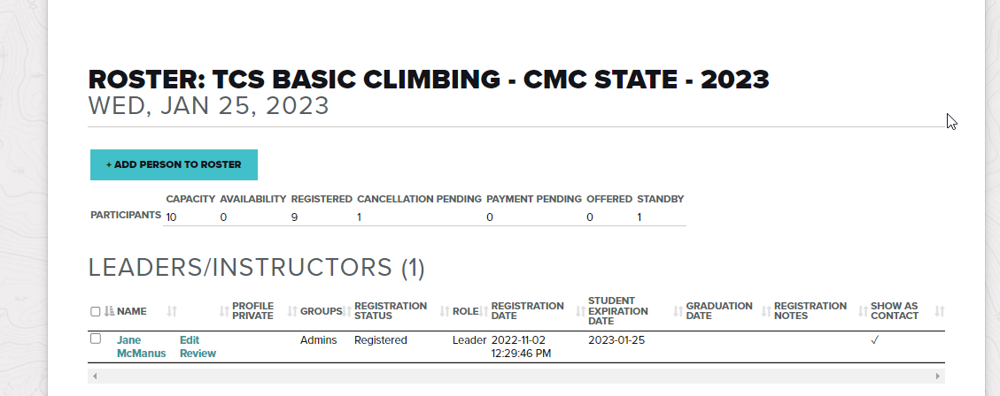 ROSTER: TCS BASIC CLIMBING - CMC STATE - 2023
WED, JAN 25, 2023
+ ADD PERSON TO ROSTER
CAPACITY AVAILABILITY REGISTERED CANCELLATION PENDING PAYMENT PENDING OFFERED STANDBY
PARTICIPANTS 10 0 9 1 0 0 1
LEADERS/INSTRUCTORS (1)
NAME PROFILE PRIVATE GROUPS REGISTRATION STATUS ROLE REGISTRATION DATE STUDENT EXPIRATION DATE GRADUATION DATE REGISTRATION NOTES SHOW AS CONTACT
Jane Edit Admins Registered Leader 2022-11-02 2023-01-25 ✓
McManus Review 12:29:46 PM